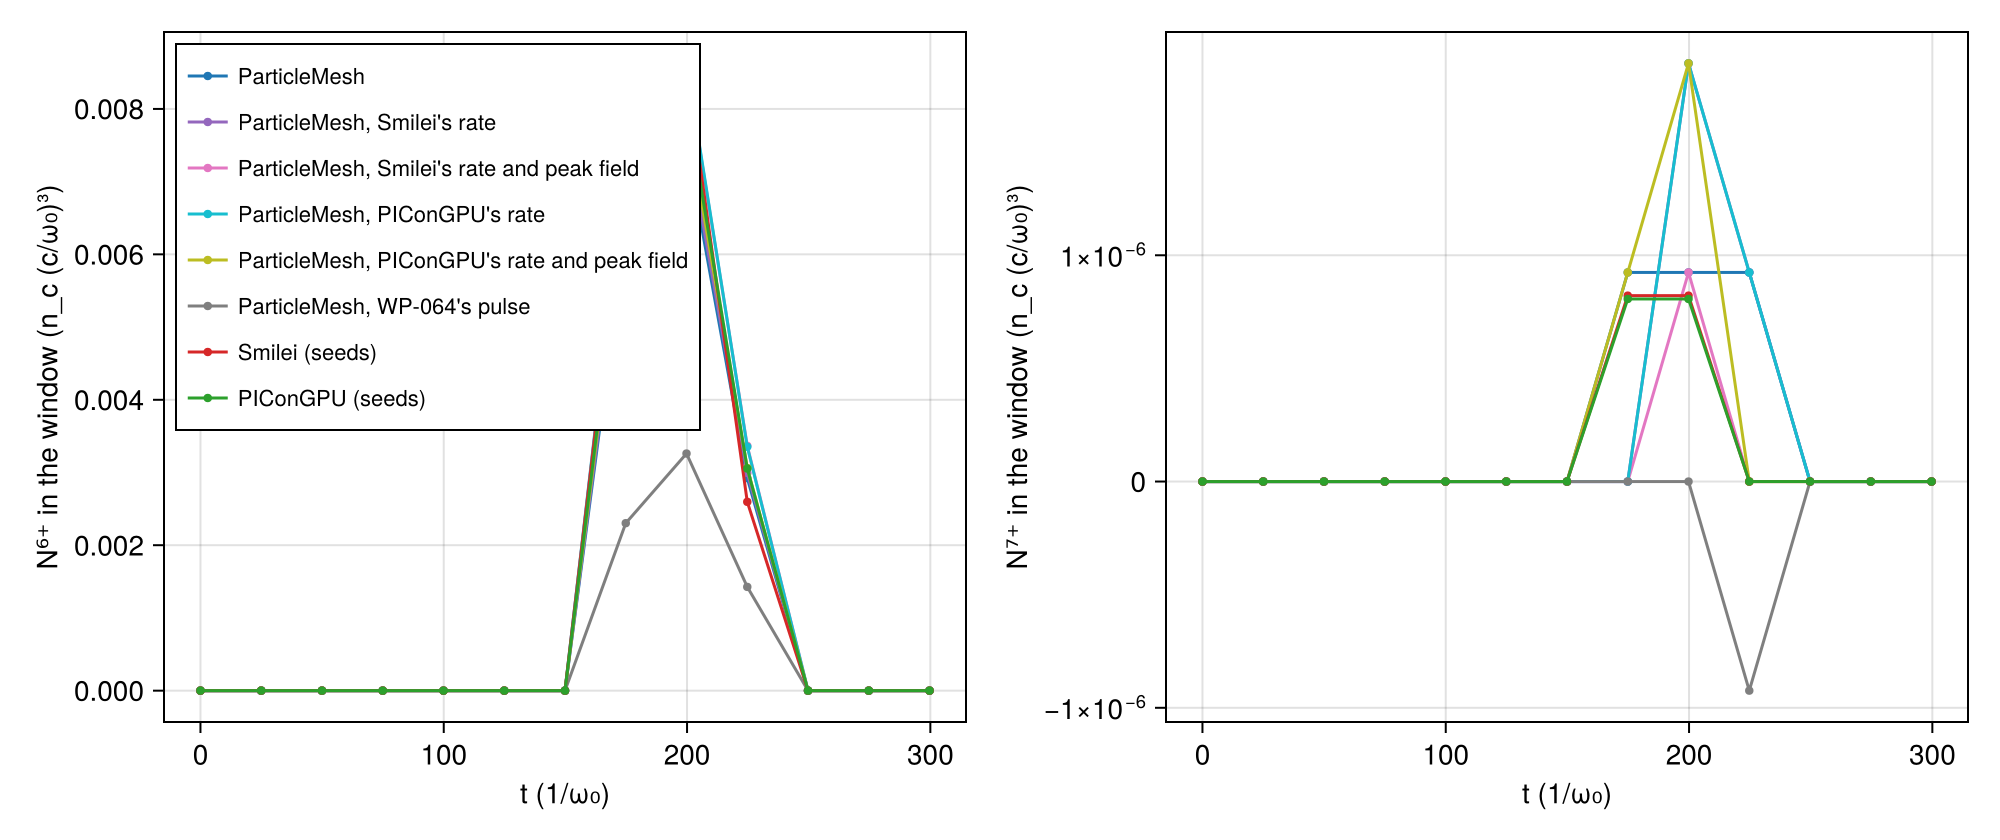 N⁶⁺ in the window (n_c (c/ω₀)³)
0.008
0.006
0.004
0.002
0.000
ParticleMesh
ParticleMesh, Smilei's rate
ParticleMesh, Smilei's rate and peak field
ParticleMesh, PIConGPU's rate
ParticleMesh, PIConGPU's rate and peak field
ParticleMesh, WP-064's pulse
Smilei (seeds)
PIConGPU (seeds)
0 100 200 300
t (1/ω₀)
N⁷⁺ in the window (n_c (c/ω₀)³)
1×10⁻⁶
0
−1×10⁻⁶
0 100 200 300
t (1/ω₀)